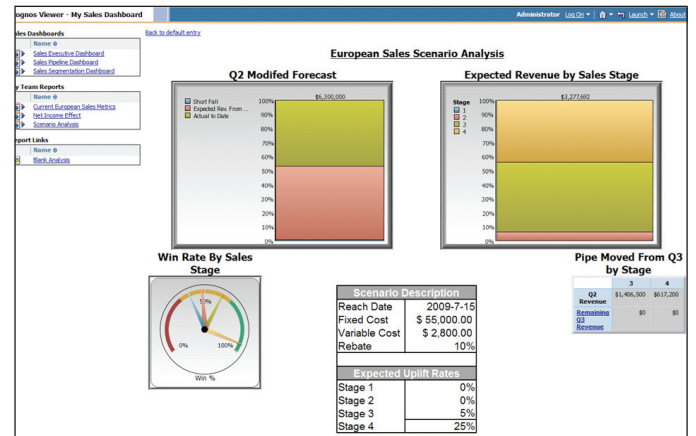 ognos Viewer - My Sales Dashboard
Administrator Log On Launch About
ales Dashboards
Back to default entry
Name
Sales Executive Dashboard
Sales Pipeline Dashboard
Sales Segmentation Dashboard
y Team Reports
Name
Current European Sales Metrics
Net Income Effect
Scenario Analysis
eport Links
Name
Blank Analysis
European Sales Scenario Analysis
Q2 Modifed Forecast
Short Fall
Expected Rev. From ...
Actual to Date
$6,300,000
100%
90%
80%
70%
60%
50%
40%
30%
20%
10%
0%
Expected Revenue by Sales Stage
Stage
1
2
3
4
$3,277,692
100%
90%
80%
70%
60%
50%
40%
30%
20%
10%
0%
Win Rate By Sales
Stage
50%
0% 100%
Win %
Scenario Description
Reach Date 2009-7-15
Fixed Cost $ 55,000.00
Variable Cost $ 2,800.00
Rebate 10%
Expected Uplift Rates
Stage 1 0%
Stage 2 0%
Stage 3 5%
Stage 4 25%
Pipe Moved From Q3
by Stage
3 4
Q2 Revenue $1,406,500 $617,200
Remaining Q3 Revenue $0 $0